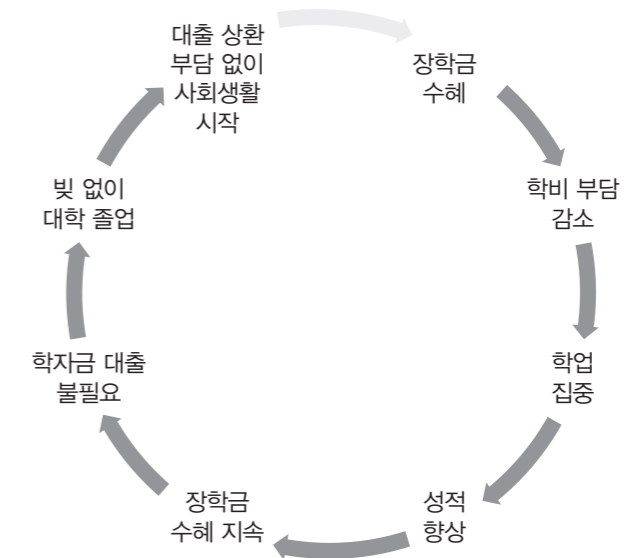 장학금
수혜
학비 부담
감소
학업
집중
성적
향상
장학금
수혜 지속
학자금 대출
불필요
빚 없이
대학 졸업
대출 상환
부담 없이
사회생활
시작